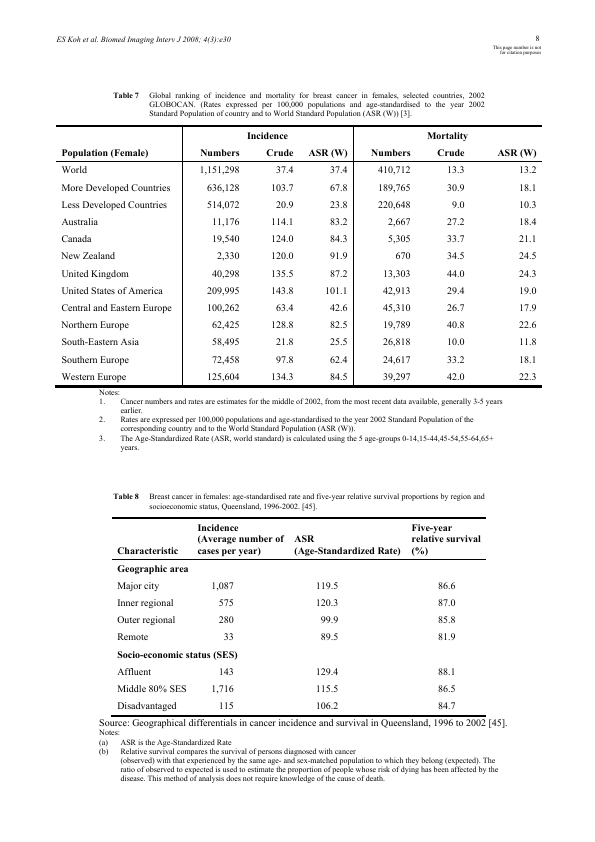 ES Koh et al. Biomed Imaging Interv J 2008; 4(3):e30
8
This page number is not
for citation purposes
Table 7 Global ranking of incidence and mortality for breast cancer in females, selected countries, 2002
GLOBOCAN. (Rates expressed per 100,000 populations and age-standardised to the year 2002
Standard Population of country and to World Standard Population (ASR (W)) [3].
Incidence Mortality
Population (Female) Numbers Crude ASR (W) Numbers Crude ASR (W)
World 1,151,298 37.4 37.4 410,712 13.3 13.2
More Developed Countries 636,128 103.7 67.8 189,765 30.9 18.1
Less Developed Countries 514,072 20.9 23.8 220,648 9.0 10.3
Australia 11,176 114.1 83.2 2,667 27.2 18.4
Canada 19,540 124.0 84.3 5,305 33.7 21.1
New Zealand 2,330 120.0 91.9 670 34.5 24.5
United Kingdom 40,298 135.5 87.2 13,303 44.0 24.3
United States of America 209,995 143.8 101.1 42,913 29.4 19.0
Central and Eastern Europe 100,262 63.4 42.6 45,310 26.7 17.9
Northern Europe 62,425 128.8 82.5 19,789 40.8 22.6
South-Eastern Asia 58,495 21.8 25.5 26,818 10.0 11.8
Southern Europe 72,458 97.8 62.4 24,617 33.2 18.1
Western Europe 125,604 134.3 84.5 39,297 42.0 22.3
Notes:
1. Cancer numbers and rates are estimates for the middle of 2002, from the most recent data available, generally 3-5 years
earlier.
2. Rates are expressed per 100,000 populations and age-standardised to the year 2002 Standard Population of the
corresponding country and to the World Standard Population (ASR (W)).
3. The Age-Standardized Rate (ASR, world standard) is calculated using the 5 age-groups 0-14,15-44,45-54,55-64,65+
years.
Table 8 Breast cancer in females: age-standardised rate and five-year relative survival proportions by region and
socioeconomic status, Queensland, 1996-2002. [45].
Incidence Five-year
(Average number of ASR relative survival
Characteristic cases per year) (Age-Standardized Rate) (%)
Geographic area
Major city 1,087 119.5 86.6
Inner regional 575 120.3 87.0
Outer regional 280 99.9 85.8
Remote 33 89.5 81.9
Socio-economic status (SES)
Affluent 143 129.4 88.1
Middle 80% SES 1,716 115.5 86.5
Disadvantaged 115 106.2 84.7
Source: Geographical differentials in cancer incidence and survival in Queensland, 1996 to 2002 [45].
Notes:
(a) ASR is the Age-Standardized Rate
(b) Relative survival compares the survival of persons diagnosed with cancer
(observed) with that experienced by the same age- and sex-matched population to which they belong (expected). The
ratio of observed to expected is used to estimate the proportion of people whose risk of dying has been affected by the
disease. This method of analysis does not require knowledge of the cause of death.